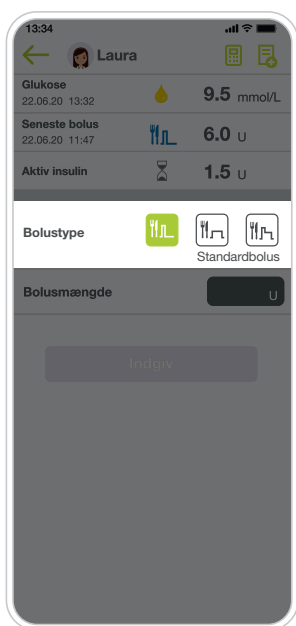 13:34
Laura
Glukose
22.06.20 13:32
9.5 mmol/L
Seneste bolus
22.06.20 11:47
6.0 U
Aktiv insulin
1.5 U
Bolustype
Standardbolus
Bolusmængde
U
Indgiv